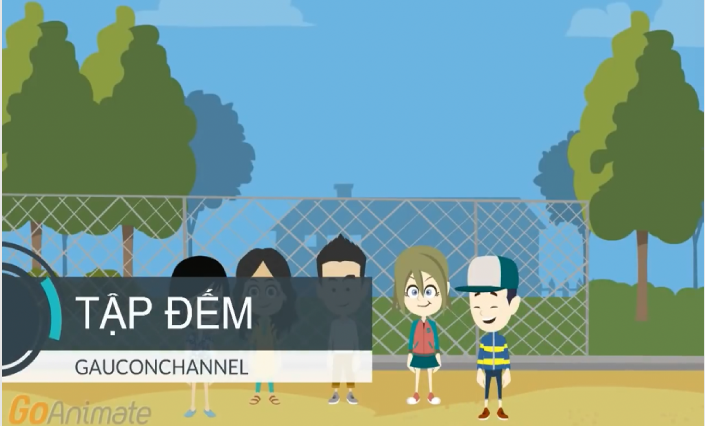 TẬP ĐẾM
GAUCONCHANNEL
GoAnimate